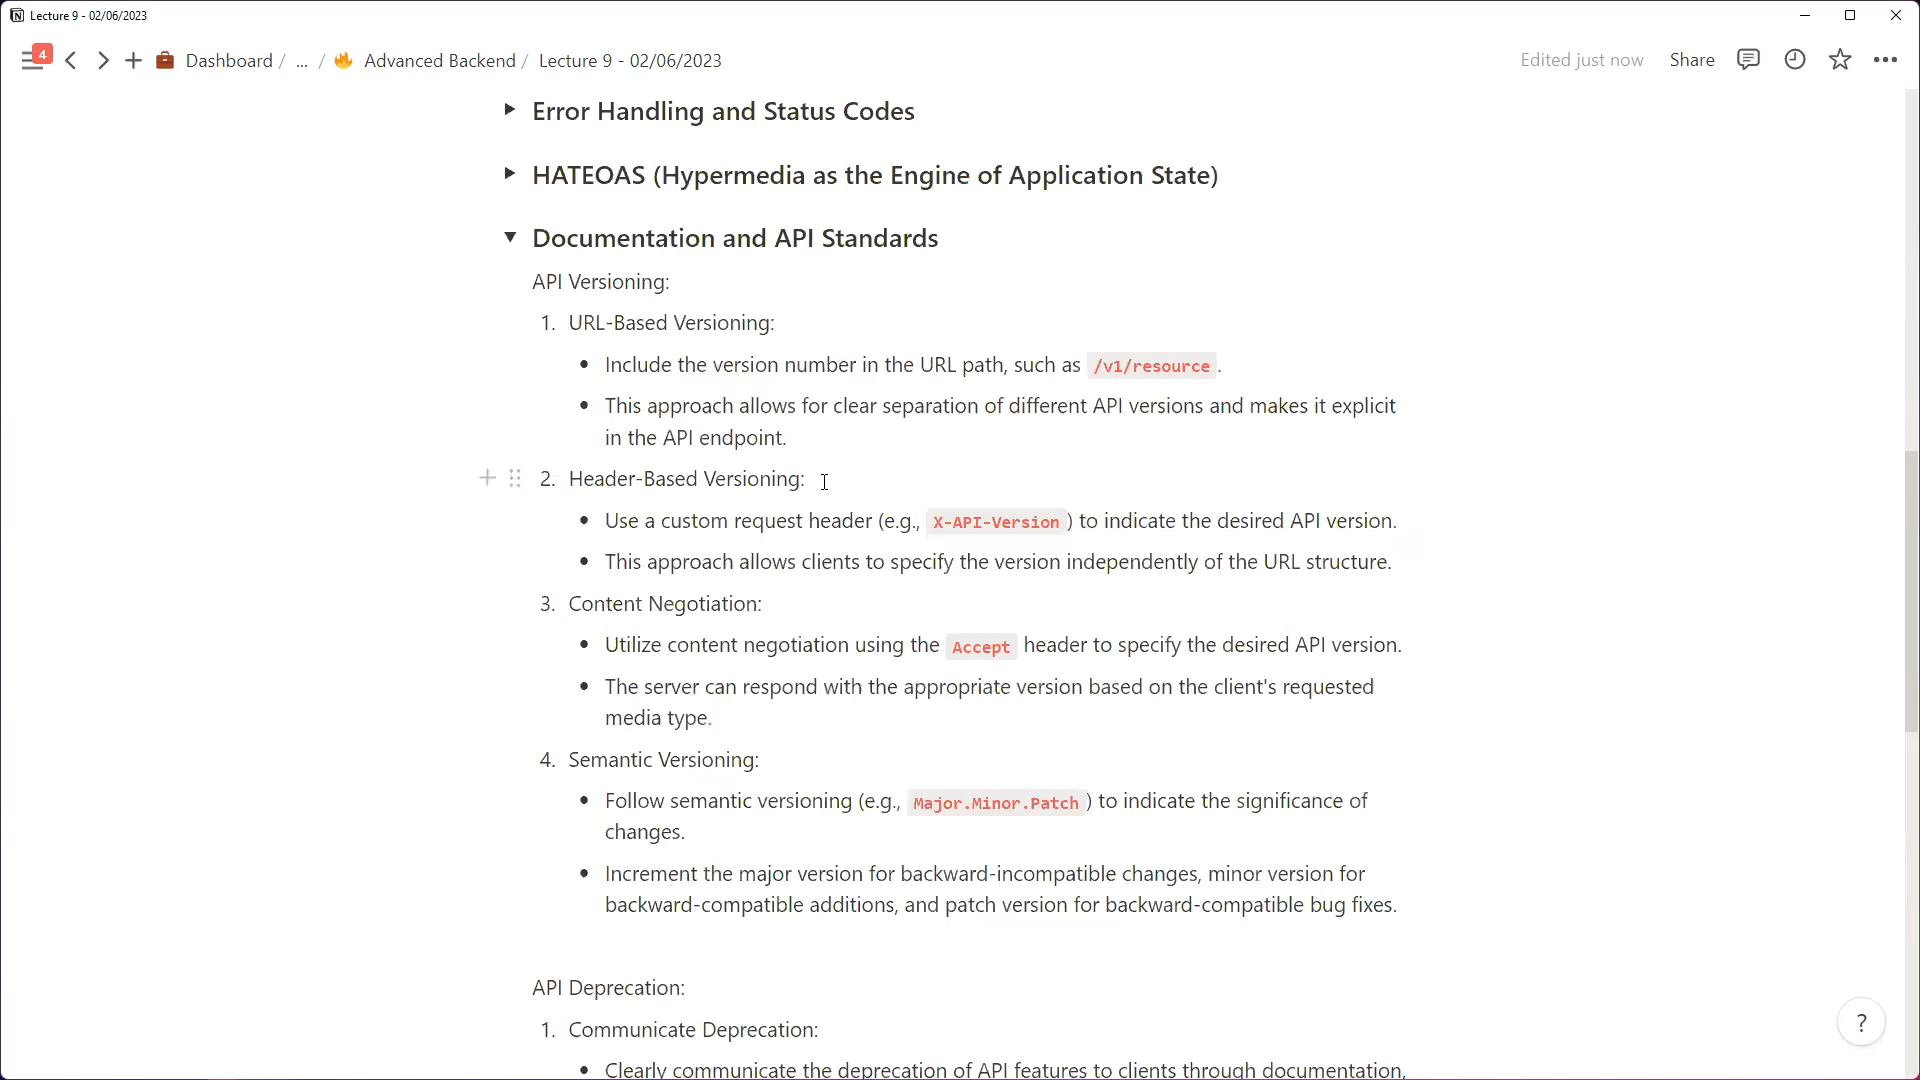 Lecture 9 - 02/06/2023
4
Dashboard / ... / Advanced Backend / Lecture 9 - 02/06/2023
Edited just now Share
Error Handling and Status Codes
HATEOAS (Hypermedia as the Engine of Application State)
Documentation and API Standards
API Versioning:
1. URL-Based Versioning:
• Include the version number in the URL path, such as /v1/resource .
• This approach allows for clear separation of different API versions and makes it explicit
in the API endpoint.
2. Header-Based Versioning:
• Use a custom request header (e.g., X-API-Version ) to indicate the desired API version.
• This approach allows clients to specify the version independently of the URL structure.
3. Content Negotiation:
• Utilize content negotiation using the Accept header to specify the desired API version.
• The server can respond with the appropriate version based on the client's requested
media type.
4. Semantic Versioning:
• Follow semantic versioning (e.g., Major.Minor.Patch ) to indicate the significance of
changes.
• Increment the major version for backward-incompatible changes, minor version for
backward-compatible additions, and patch version for backward-compatible bug fixes.
API Deprecation:
1. Communicate Deprecation:
• Clearly communicate the deprecation of API features to clients through documentation,
?